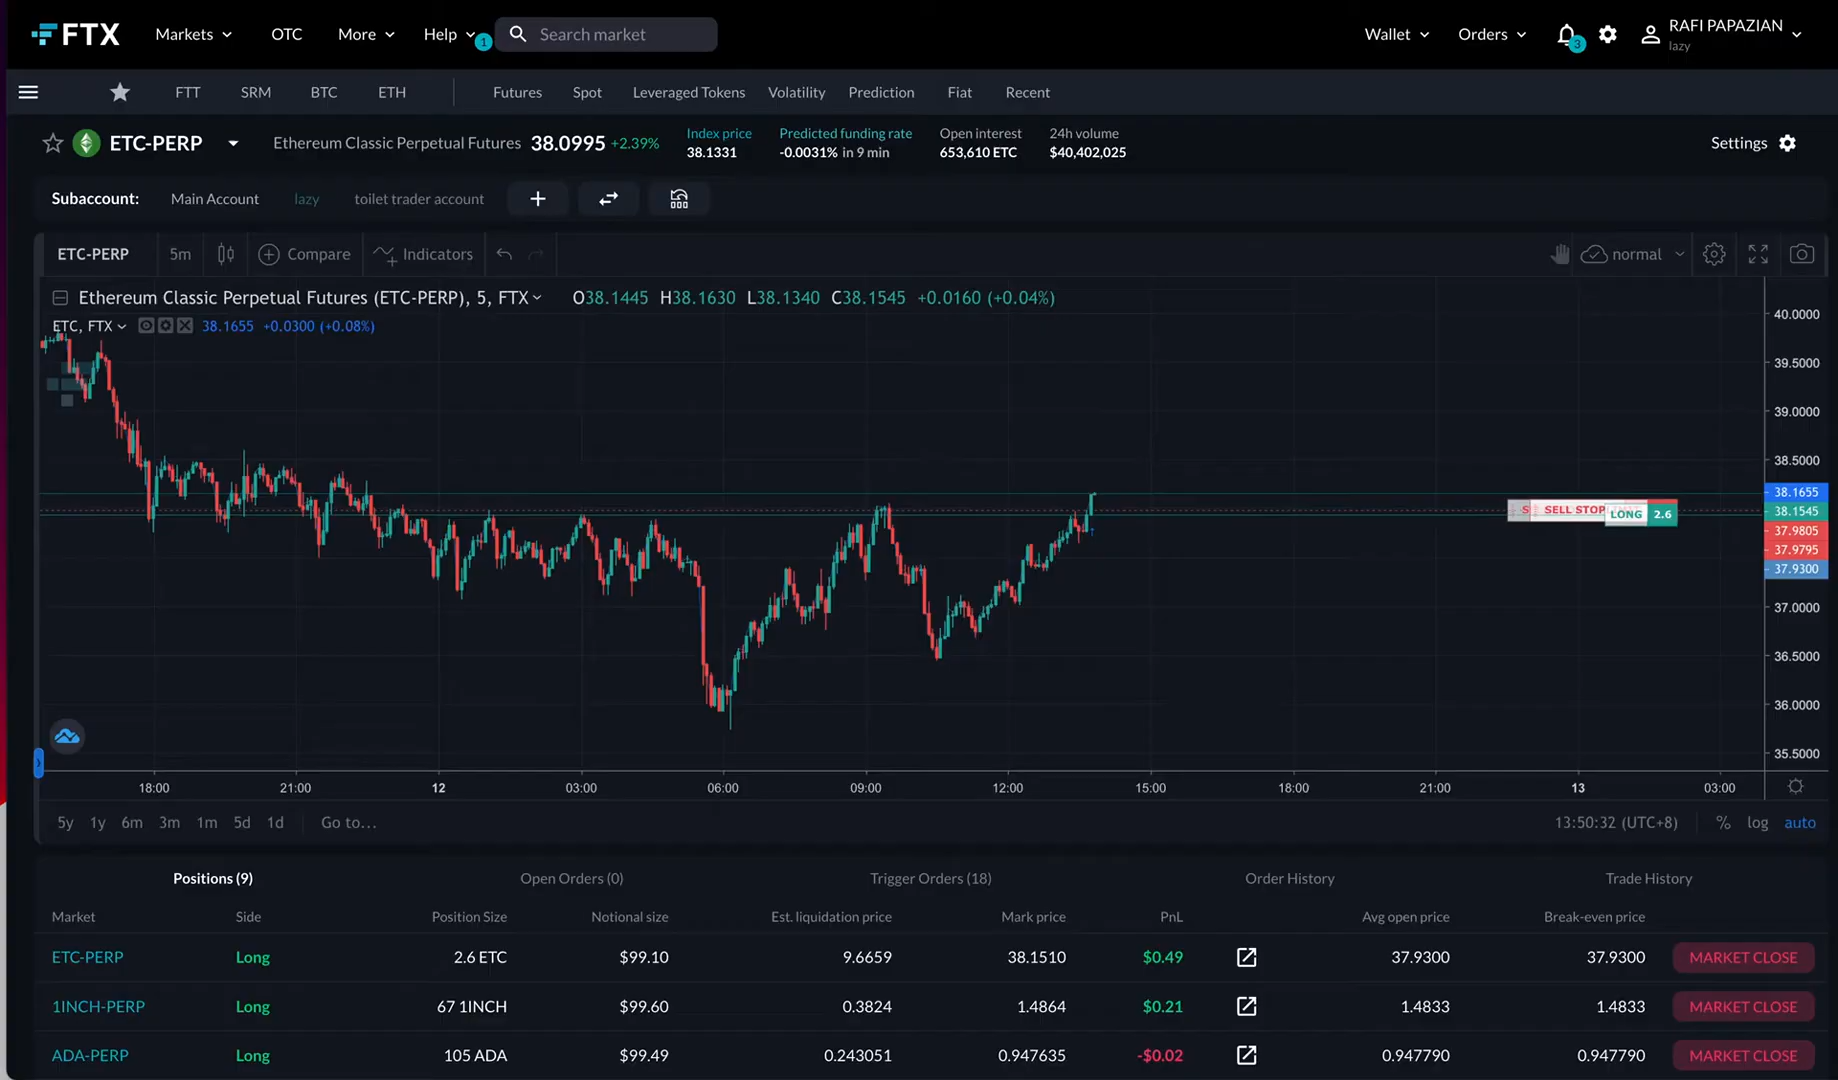 FTX Markets OTC More Help 1 Search market Wallet Orders 3 RAFI PAPAZIAN
lazy
FTT SRM BTC ETH Futures Spot Leveraged Tokens Volatility Prediction Fiat Recent
ETC-PERP Ethereum Classic Perpetual Futures 38.0995 +2.39% Index price Predicted funding rate Open interest 24h volume Settings
38.1331 -0.0031% in 9 min 653,610 ETC $40,402,025
Subaccount: Main Account lazy toilet trader account
ETC-PERP 5m Compare Indicators normal
Ethereum Classic Perpetual Futures (ETC-PERP), 5, FTX O38.1445 H38.1630 L38.1340 C38.1545 +0.0160 (+0.04%)
ETC, FTX 38.1655 +0.0300 (+0.08%)
40.0000
39.5000
39.0000
38.5000
38.1655
SELL STOP LONG 2.6 38.1545
37.9805
37.9795
37.9300
37.0000
36.5000
36.0000
35.5000
18:00 21:00 12 03:00 06:00 09:00 12:00 15:00 18:00 21:00 13 03:00
5y 1y 6m 3m 1m 5d 1d Go to... 13:50:32 (UTC+8) % log auto
Positions (9) Open Orders (0) Trigger Orders (18) Order History Trade History
Market Side Position Size Notional size Est. liquidation price Mark price PnL Avg open price Break-even price
ETC-PERP Long 2.6 ETC $99.10 9.6659 38.1510 $0.49 37.9300 37.9300 MARKET CLOSE
1INCH-PERP Long 67 1INCH $99.60 0.3824 1.4864 $0.21 1.4833 1.4833 MARKET CLOSE
ADA-PERP Long 105 ADA $99.49 0.243051 0.947635 -$0.02 0.947790 0.947790 MARKET CLOSE